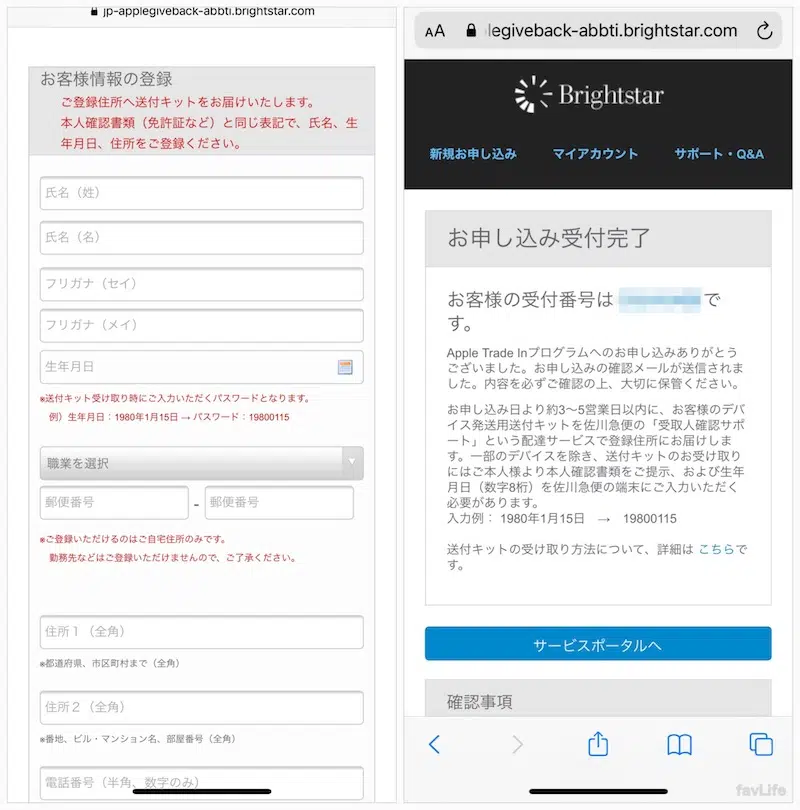 jp-applegiveback-abbti.brightstar.com
お客様情報の登録
ご登録住所へ送付キットをお届けいたします。
本人確認書類（免許証など）と同じ表記で、氏名、生
年月日、住所をご登録ください。
氏名（姓）
氏名（名）
フリガナ（セイ）
フリガナ（メイ）
生年月日
※送付キット受け取り時にご入力いただくパスワードとなります。
例）生年月日：1980年1月15日 → パスワード：19800115
職業を選択
郵便番号 - 郵便番号
※ご登録いただけるのはご自宅住所のみです。
勤務先などはご登録いただけませんので、ご了承ください。
住所１（全角）
※都道府県、市区町村まで（全角）
住所２（全角）
※番地、ビル・マンション名、部屋番号（全角）
電話番号（半角、数字のみ）
AA legiveback-abbti.brightstar.com
Brightstar
新規お申し込み マイアカウント サポート・Q&A
お申し込み受付完了
お客様の受付番号は で
す。
Apple Trade Inプログラムへのお申し込みありがとう
ございました。お申し込みの確認メールが送信されま
した。内容を必ずご確認の上、大切に保管ください。
お申し込み日より約3〜5営業日以内に、お客様のデバ
イス発送用送付キットを佐川急便の「受取人確認サポ
ート」という配達サービスで登録住所にお届けしま
す。一部のデバイスを除き、送付キットのお受け取り
にはご本人様より本人確認書類をご提示、および生年
月日（数字8桁）を佐川急便の端末にご入力いただく
必要があります。
入力例： 1980年1月15日 → 19800115
送付キットの受け取り方法について、詳細は こちらで
す。
サービスポータルへ
確認事項
favLife